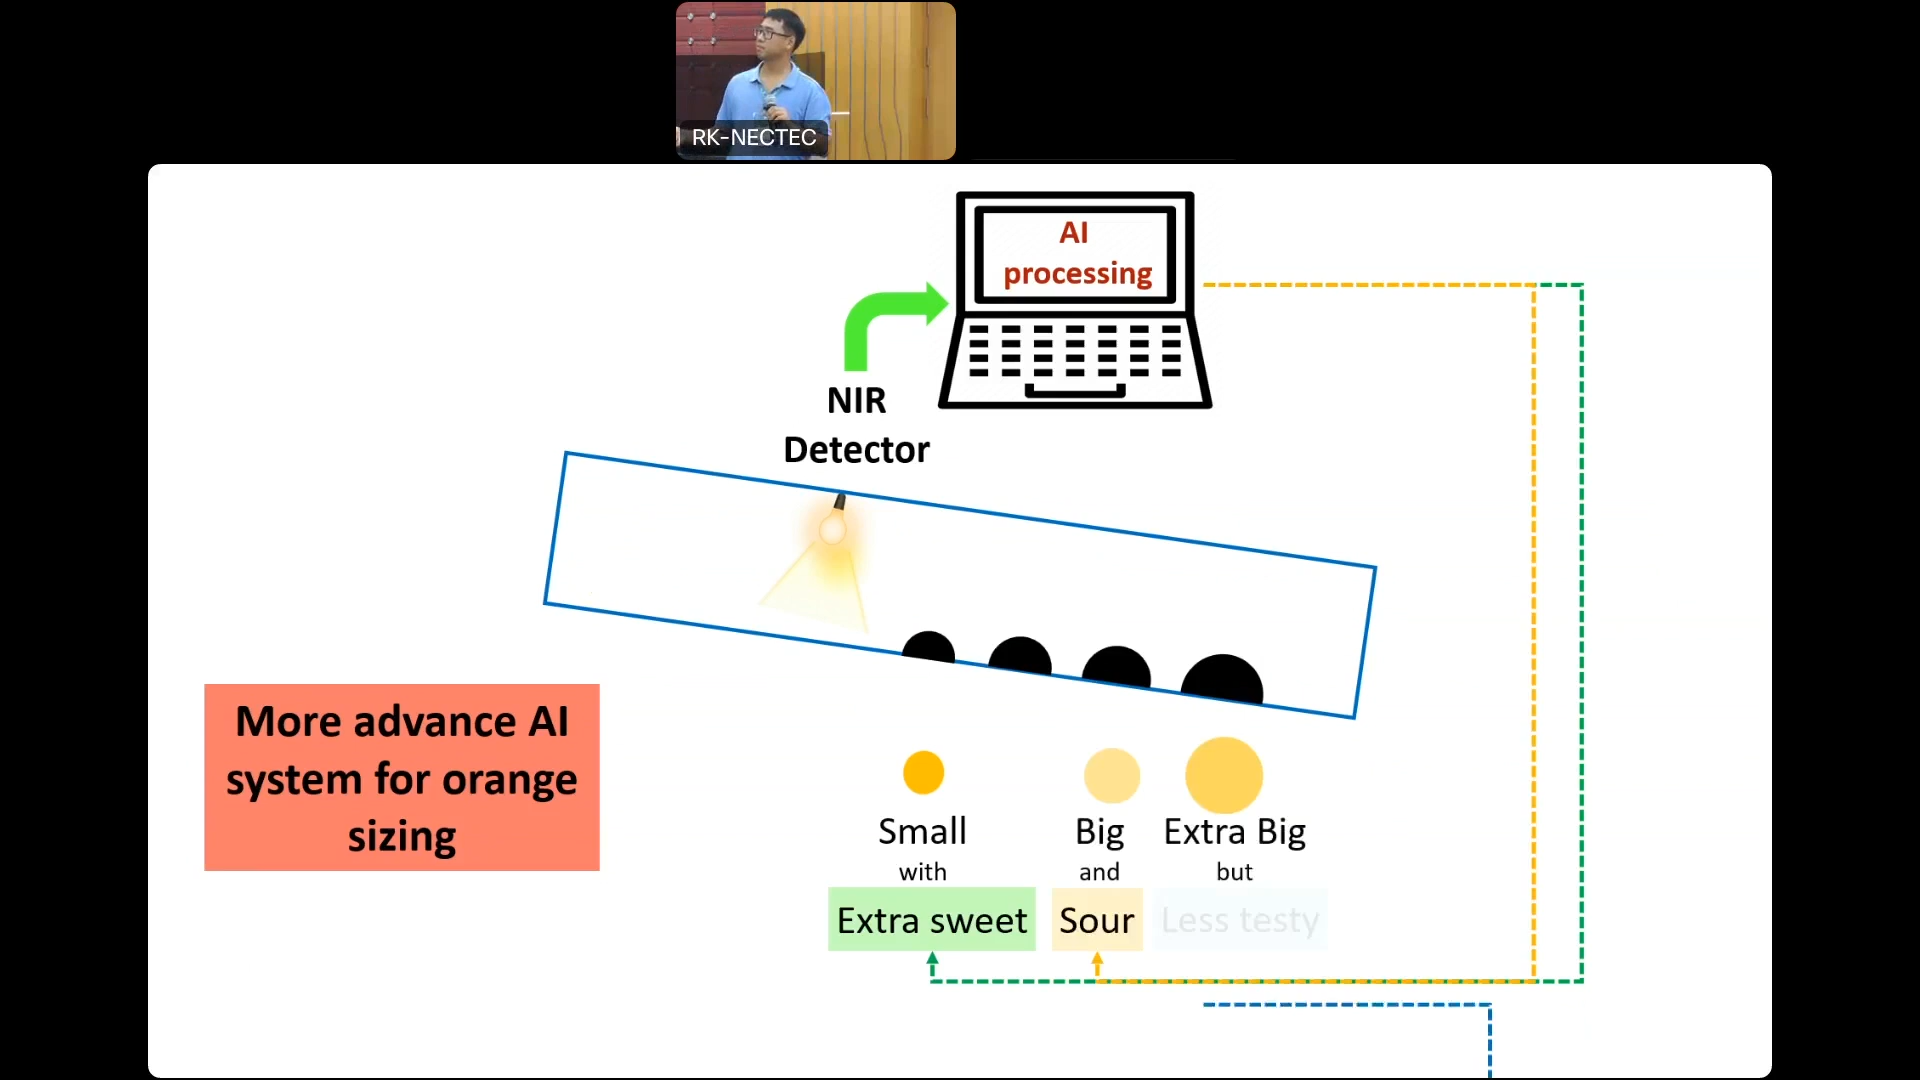 RK-NECTEC
AI
processing
NIR
Detector
More advance AI
system for orange
sizing
Small
with
Extra sweet
Big
and
Sour
Extra Big
but
Less testy